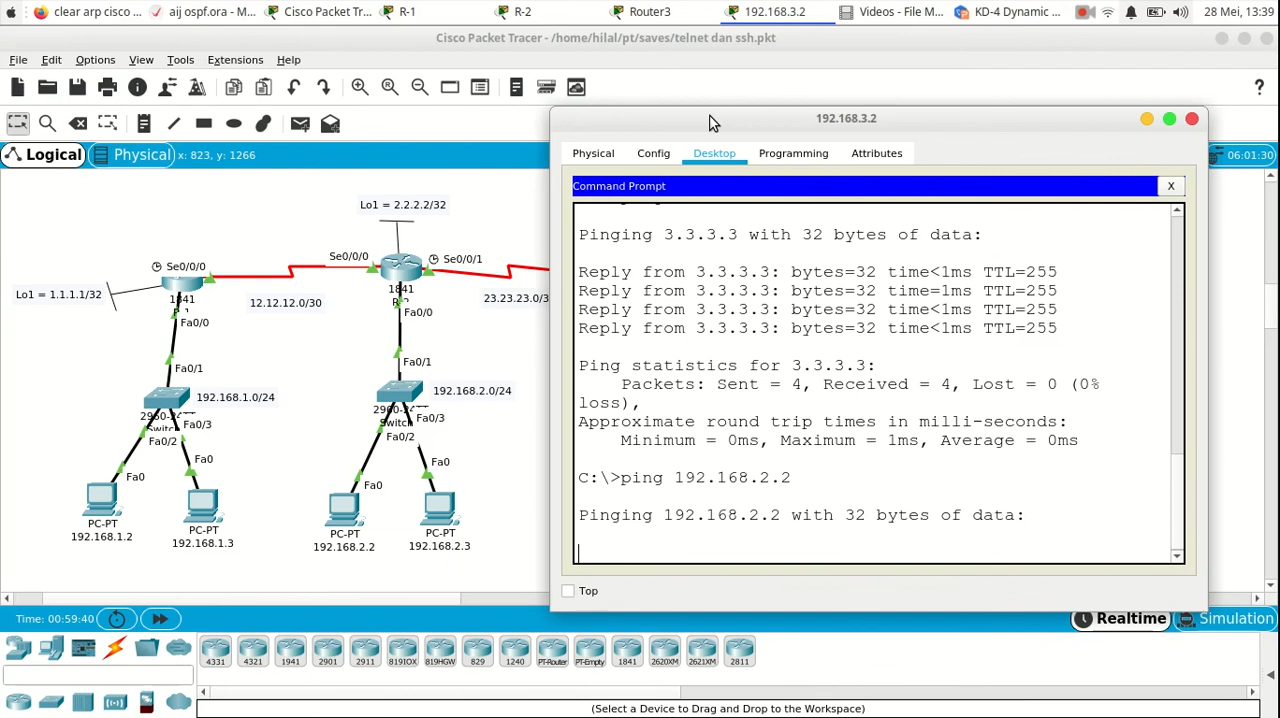 clear arp cisco ...
aij ospf.ora - M...
Cisco Packet Tr...
R-1
R-2
Router3
192.168.3.2
Videos - File M...
KD-4 Dynamic ...
28 Mei, 13:39
Cisco Packet Tracer - /home/hilal/pt/saves/telnet dan ssh.pkt
File Edit Options View Tools Extensions Help
?
Logical
Physical
x: 823, y: 1266
06:01:30
192.168.3.2
Physical Config Desktop Programming Attributes
Command Prompt
X
Pinging 3.3.3.3 with 32 bytes of data:
Reply from 3.3.3.3: bytes=32 time<1ms TTL=255
Reply from 3.3.3.3: bytes=32 time=1ms TTL=255
Reply from 3.3.3.3: bytes=32 time<1ms TTL=255
Reply from 3.3.3.3: bytes=32 time<1ms TTL=255
Ping statistics for 3.3.3.3:
Packets: Sent = 4, Received = 4, Lost = 0 (0%
loss),
Approximate round trip times in milli-seconds:
Minimum = 0ms, Maximum = 1ms, Average = 0ms
C:\>ping 192.168.2.2
Pinging 192.168.2.2 with 32 bytes of data:
Top
Lo1 = 2.2.2.2/32
Se0/0/0
Se0/0/0
Se0/0/1
Lo1 = 1.1.1.1/32
1841
12.12.12.0/30
1841
23.23.23.0/3
Fa0/0
Fa0/0
Fa0/1
Fa0/1
192.168.1.0/24
192.168.2.0/24
Fa0/3
Fa0/2
Fa0/3
Fa0/2
Fa0
Fa0
Fa0
Fa0
PC-PT
192.168.1.2
PC-PT
192.168.1.3
PC-PT
192.168.2.2
PC-PT
192.168.2.3
Time: 00:59:40
Realtime
Simulation
4331 4321 1941 2901 2911 819IOX 819HGW 829 1240 PT-Router PT-Empty 1841 2620XM 2621XM 2811
(Select a Device to Drag and Drop to the Workspace)